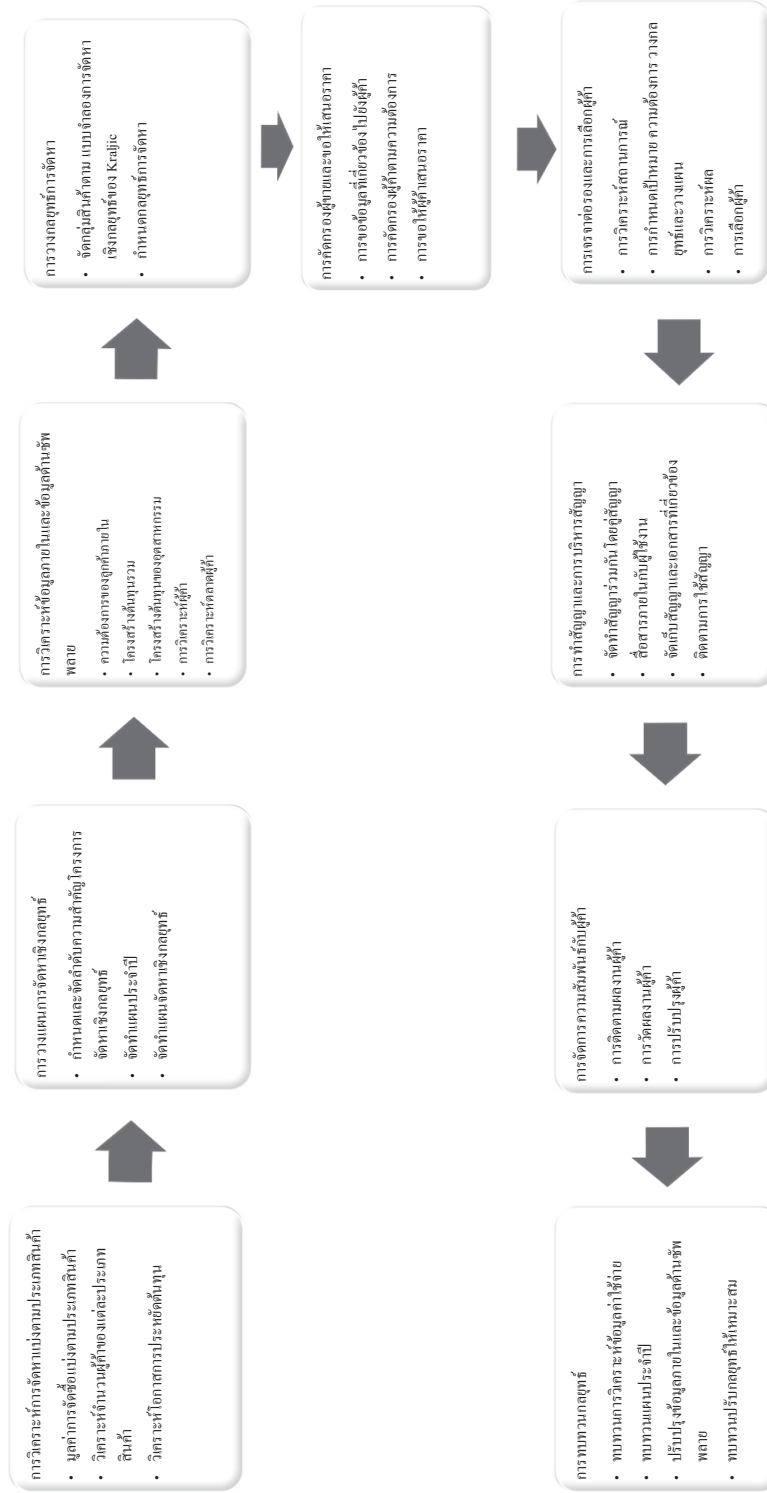 การวิเคราะห์การจัดหาแบ่งตามประเภทสินค้า
• มูลค่าการจัดซื้อแบ่งตามประเภทสินค้า
• วิเคราะห์จำนวนผู้ค้าของแต่ละประเภท
สินค้า
• วิเคราะห์โอกาสการประหยัดต้นทุน
การวางแผนการจัดหาเชิงกลยุทธ์
• กำหนดและจัดลำดับความสำคัญโครงการ
จัดหาเชิงกลยุทธ์
• จัดทำแผนประจำปี
• จัดทำแผนจัดหาเชิงกลยุทธ์
การวิเคราะห์ข้อมูลภายในและข้อมูลด้านซัพ
พลาย
• ความต้องการของลูกค้าภายใน
• โครงสร้างต้นทุนรวม
• โครงสร้างต้นทุนของอุตสาหกรรม
• การวิเคราะห์ผู้ค้า
• การวิเคราะห์ตลาดผู้ค้า
การวางกลยุทธ์การจัดหา
• จัดกลุ่มสินค้าตาม แบบจำลองการจัดหา
เชิงกลยุทธ์ของ Kraljic
• กำหนดกลยุทธ์การจัดหา
การคัดกรองผู้ขายและขอให้เสนอราคา
• การขอข้อมูลที่เกี่ยวข้องไปยังผู้ค้า
• การคัดกรองผู้ค้าตามความต้องการ
• การขอให้ผู้ค้าเสนอราคา
การเจรจาต่อรองและการเลือกผู้ค้า
• การวิเคราะห์สถานการณ์
• การกำหนดเป้าหมาย ความต้องการ วางกล
ยุทธ์และวางแผน
• การวิเคราะห์ผล
• การเลือกผู้ค้า
การทำสัญญาและการบริหารสัญญา
• จัดทำสัญญาร่วมกันโดยคู่สัญญา
• สื่อสารภายในกับผู้ใช้งาน
• จัดเก็บสัญญาและเอกสารที่เกี่ยวข้อง
• ติดตามการใช้สัญญา
การจัดการความสัมพันธ์กับผู้ค้า
• การติดตามผลงานผู้ค้า
• การวัดผลงานผู้ค้า
• การปรับปรุงผู้ค้า
การทบทวนกลยุทธ์
• ทบทวนการวิเคราะห์ข้อมูลค่าใช้จ่าย
• ทบทวนแผนประจำปี
• ปรับปรุงข้อมูลภายในและข้อมูลด้านซัพ
พลาย
• ทบทวนปรับกลยุทธ์ให้เหมาะสม